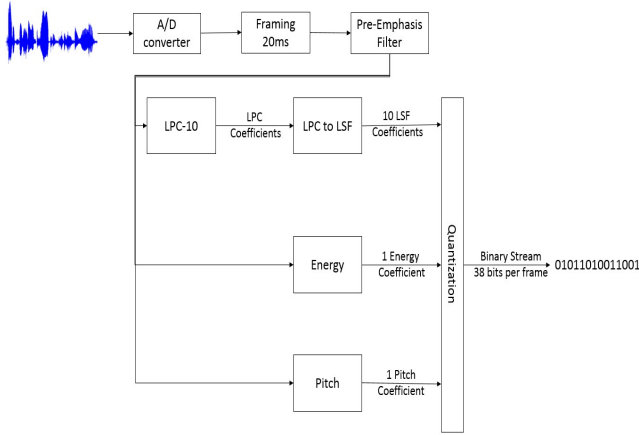 A/D
converter
Framing
20ms
Pre-Emphasis
Filter
LPC-10
LPC
Coefficients
LPC to LSF
10 LSF
Coefficients
Energy
1 Energy
Coefficient
Pitch
1 Pitch
Coefficient
Quantization
Binary Stream
38 bits per frame
01011010011001